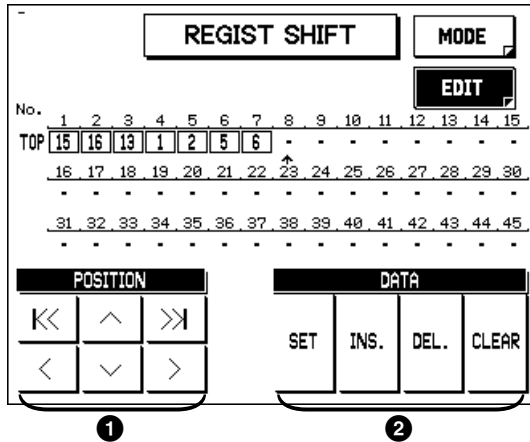 REGIST SHIFT MODE
EDIT
No. 1 2 3 4 5 6 7 8 9 10 11 12 13 14 15
TOP 15 16 13 1 2 5 6 - - - - - - - -
16 17 18 19 20 21 22 23 24 25 26 27 28 29 30
- - - - - - - - - - - - - - -
31 32 33 34 35 36 37 38 39 40 41 42 43 44 45
- - - - - - - - - - - - - - -
POSITION DATA
SET INS. DEL. CLEAR
1 2